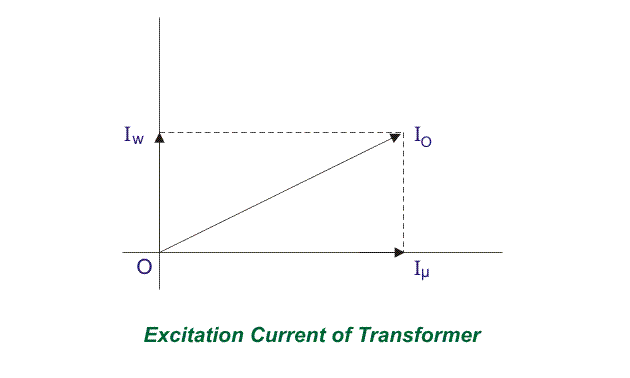 Iw
IO
O
Iμ
Excitation Current of Transformer